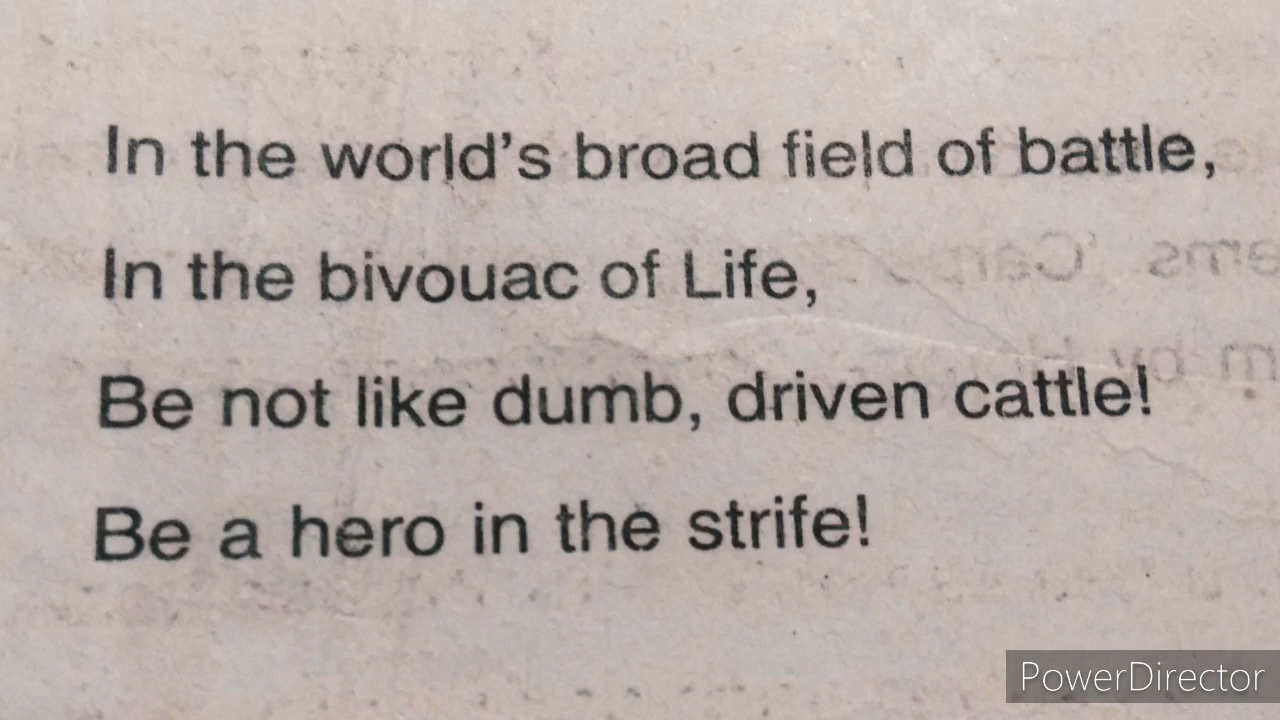 In the world’s broad field of battle,
In the bivouac of Life,
Be not like dumb, driven cattle!
Be a hero in the strife!
PowerDirector